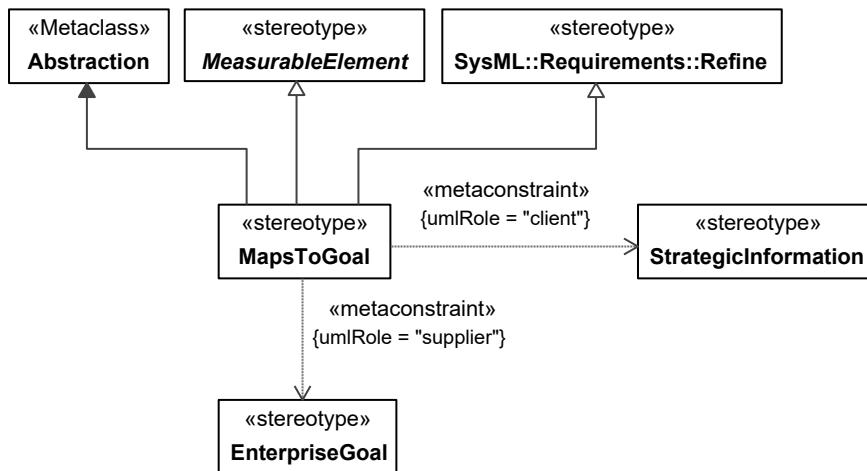 «Metaclass»
Abstraction
«stereotype»
MeasurableElement
«stereotype»
SysML::Requirements::Refine
«metaconstraint»
{umlRole = "client"}
«stereotype»
MapsToGoal
«stereotype»
StrategicInformation
«metaconstraint»
{umlRole = "supplier"}
«stereotype»
EnterpriseGoal